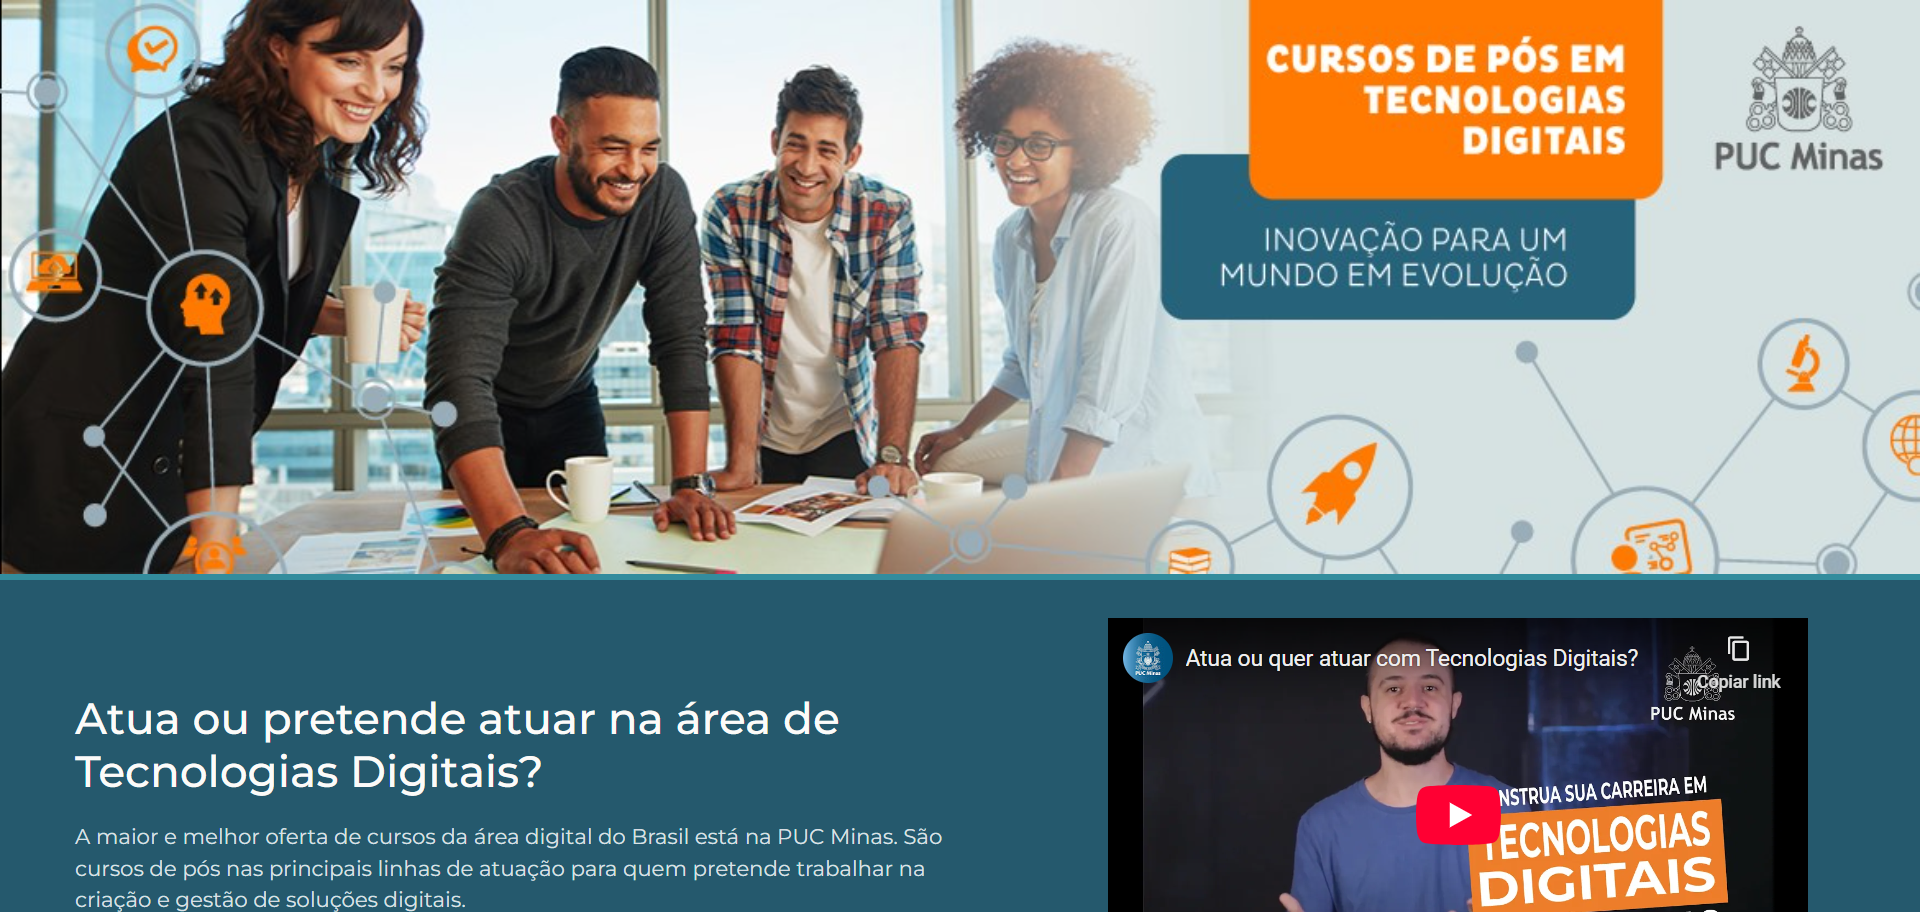 CURSOS DE PÓS EM
TECNOLOGIAS
DIGITAIS
PUC Minas
INOVAÇÃO PARA UM
MUNDO EM EVOLUÇÃO
Atua ou pretende atuar na área de
Tecnologias Digitais?
A maior e melhor oferta de cursos da área digital do Brasil está na PUC Minas. São
cursos de pós nas principais linhas de atuação para quem pretende trabalhar na
criação e gestão de soluções digitais.
PUC Minas
Atua ou quer atuar com Tecnologias Digitais?
Copiar link
PUC Minas
NSTRUA SUA CARREIRA EM
TECNOLOGIAS
DIGITAIS